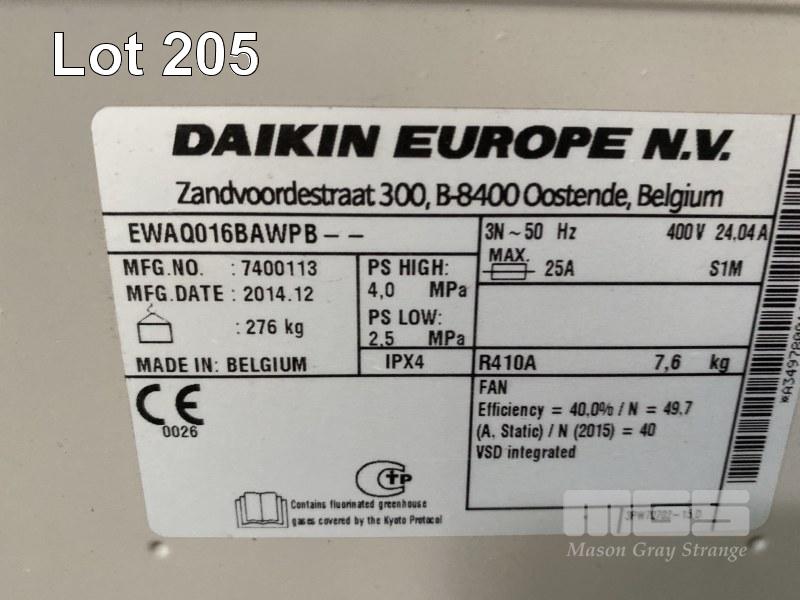 Lot 205
DAIKIN EUROPE N.V.
Zandvoordestraat 300, B-8400 Oostende, Belgium
EWAQ016BAWPB--
3N~50 Hz 400V 24.04A
MAX. 25A S1M
MFG.NO. : 7400113
MFG.DATE : 2014.12
: 276 kg
MADE IN: BELGIUM
PS HIGH:
4,0 MPa
PS LOW:
2,5 MPa
IPX4
R410A 7,6 kg
FAN
Efficiency = 40,0% / N = 49.7
(A, Static) / N (2015) = 40
VSD integrated
CE
0026
CTP
Contains fluorinated greenhouse
gases covered by the Kyoto Protocol
MGS
Mason Gray Strange